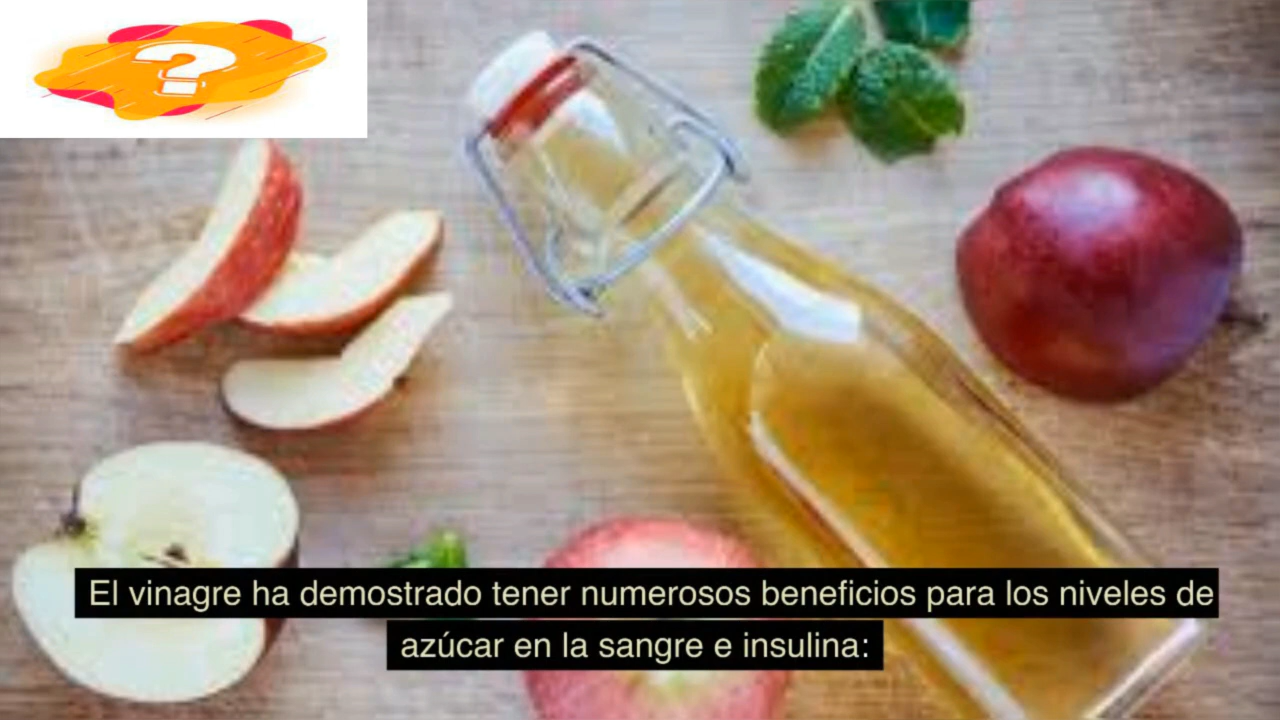 ?
El vinagre ha demostrado tener numerosos beneficios para los niveles de
azúcar en la sangre e insulina: